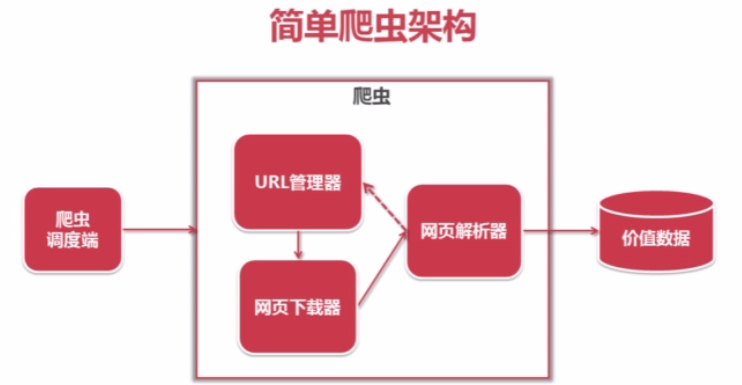 简单爬虫架构
爬虫
URL管理器
爬虫
调度端
网页解析器
价值数据
网页下载器